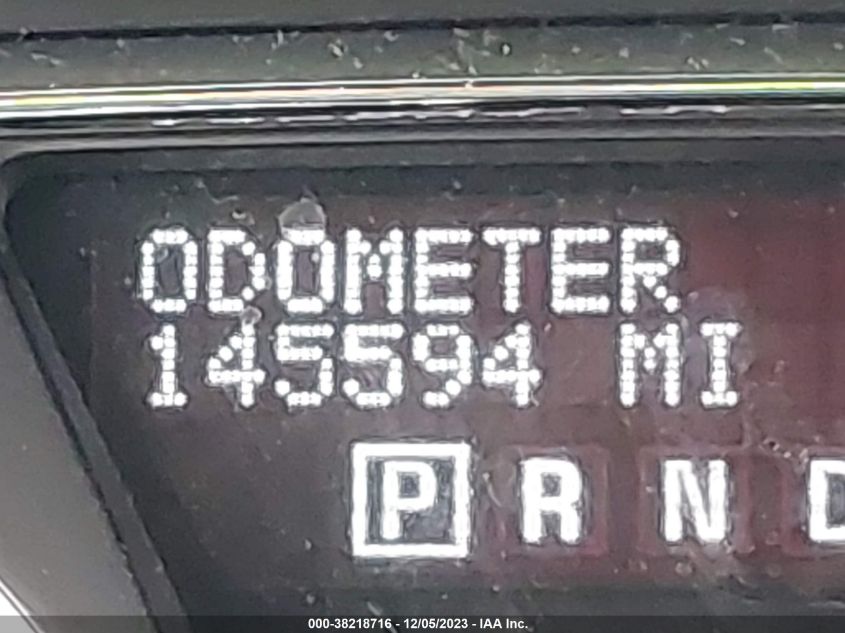 ODOMETER
145594 MI
P R N D
000-38218716 - 12/05/2023 - IAA Inc.